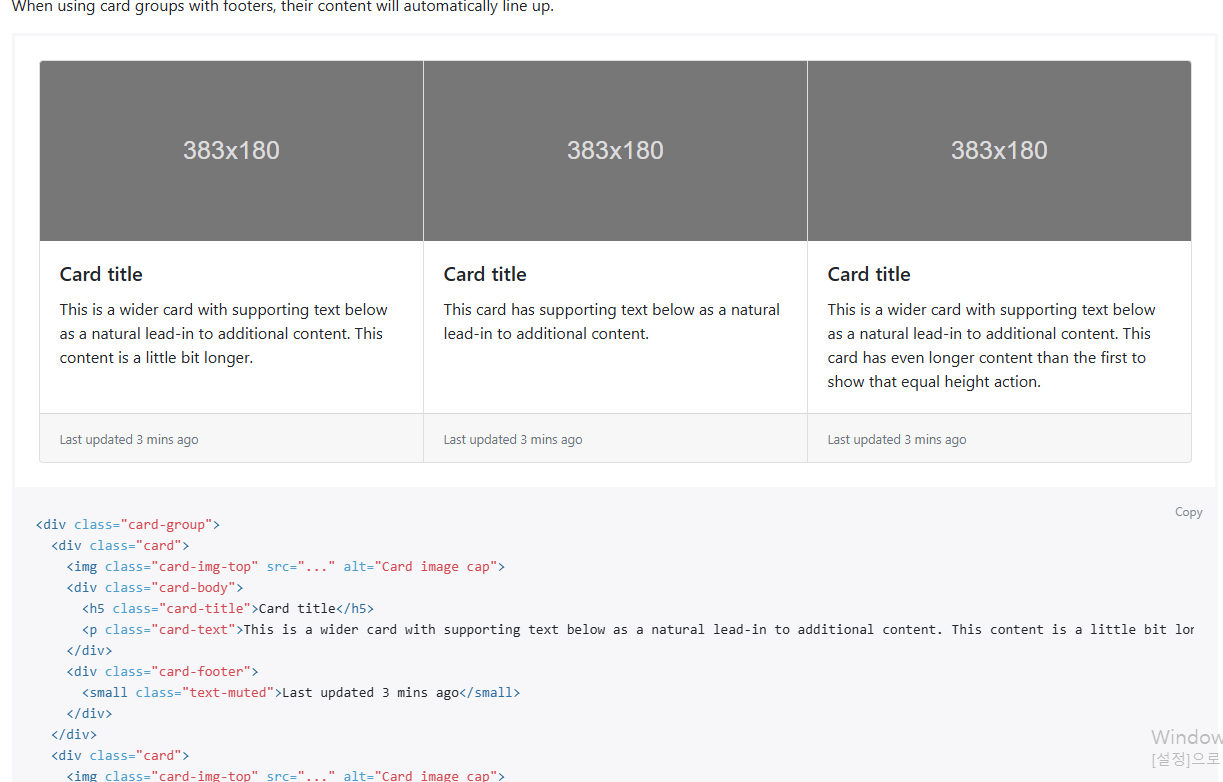 When using card groups with footers, their content will automatically line up.
383x180
383x180
383x180
Card title
This is a wider card with supporting text below
as a natural lead-in to additional content. This
content is a little bit longer.
Card title
This card has supporting text below as a natural
lead-in to additional content.
Card title
This is a wider card with supporting text below
as a natural lead-in to additional content. This
card has even longer content than the first to
show that equal height action.
Last updated 3 mins ago
Last updated 3 mins ago
Last updated 3 mins ago
Copy
<div class="card-group">
  <div class="card">
    <img class="card-img-top" src="..." alt="Card image cap">
    <div class="card-body">
      <h5 class="card-title">Card title</h5>
      <p class="card-text">This is a wider card with supporting text below as a natural lead-in to additional content. This content is a little bit lon
    </div>
    <div class="card-footer">
      <small class="text-muted">Last updated 3 mins ago</small>
    </div>
  </div>
  <div class="card">
    <img class="card-img-top" src="..." alt="Card image cap">
Window
[설정]으로